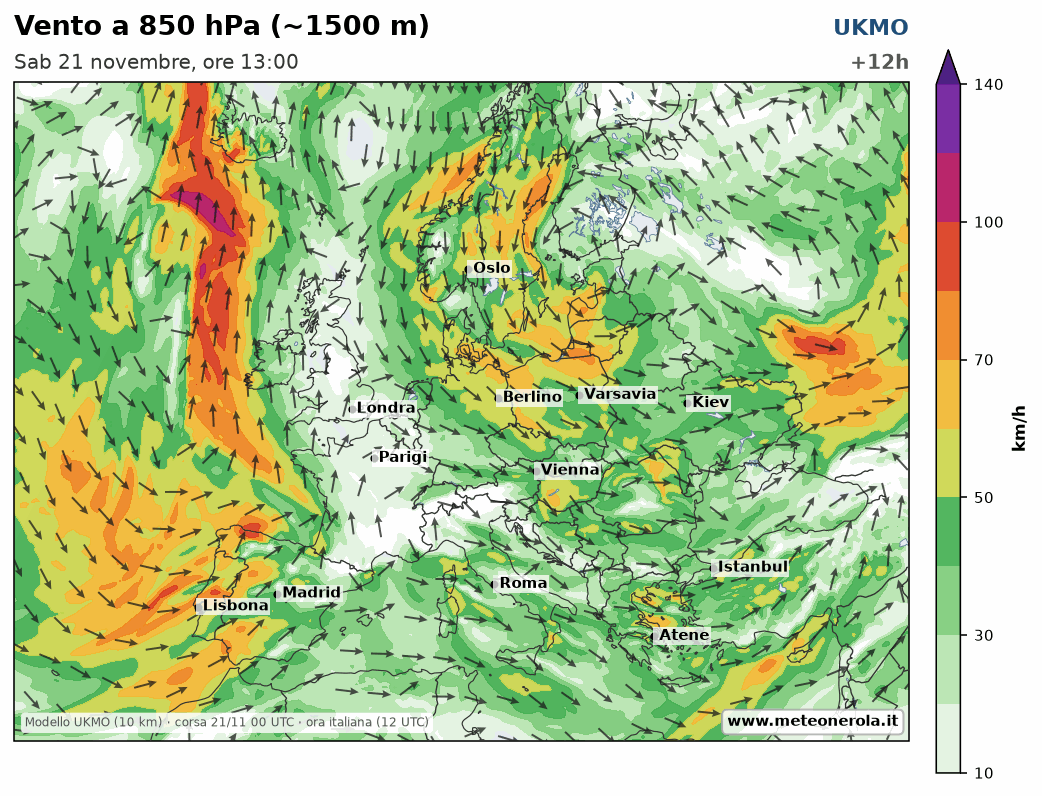 Vento a 850 hPa (~1500 m)
UKMO
Sab 21 novembre, ore 13:00
+12h
140
100
70
50
30
10
km/h
Oslo
Londra
Berlino
Varsavia
Kiev
Parigi
Vienna
Istanbul
Roma
Madrid
Lisbona
Atene
Modello UKMO (10 km) · corsa 21/11 00 UTC · ora italiana (12 UTC)
www.meteonerola.it